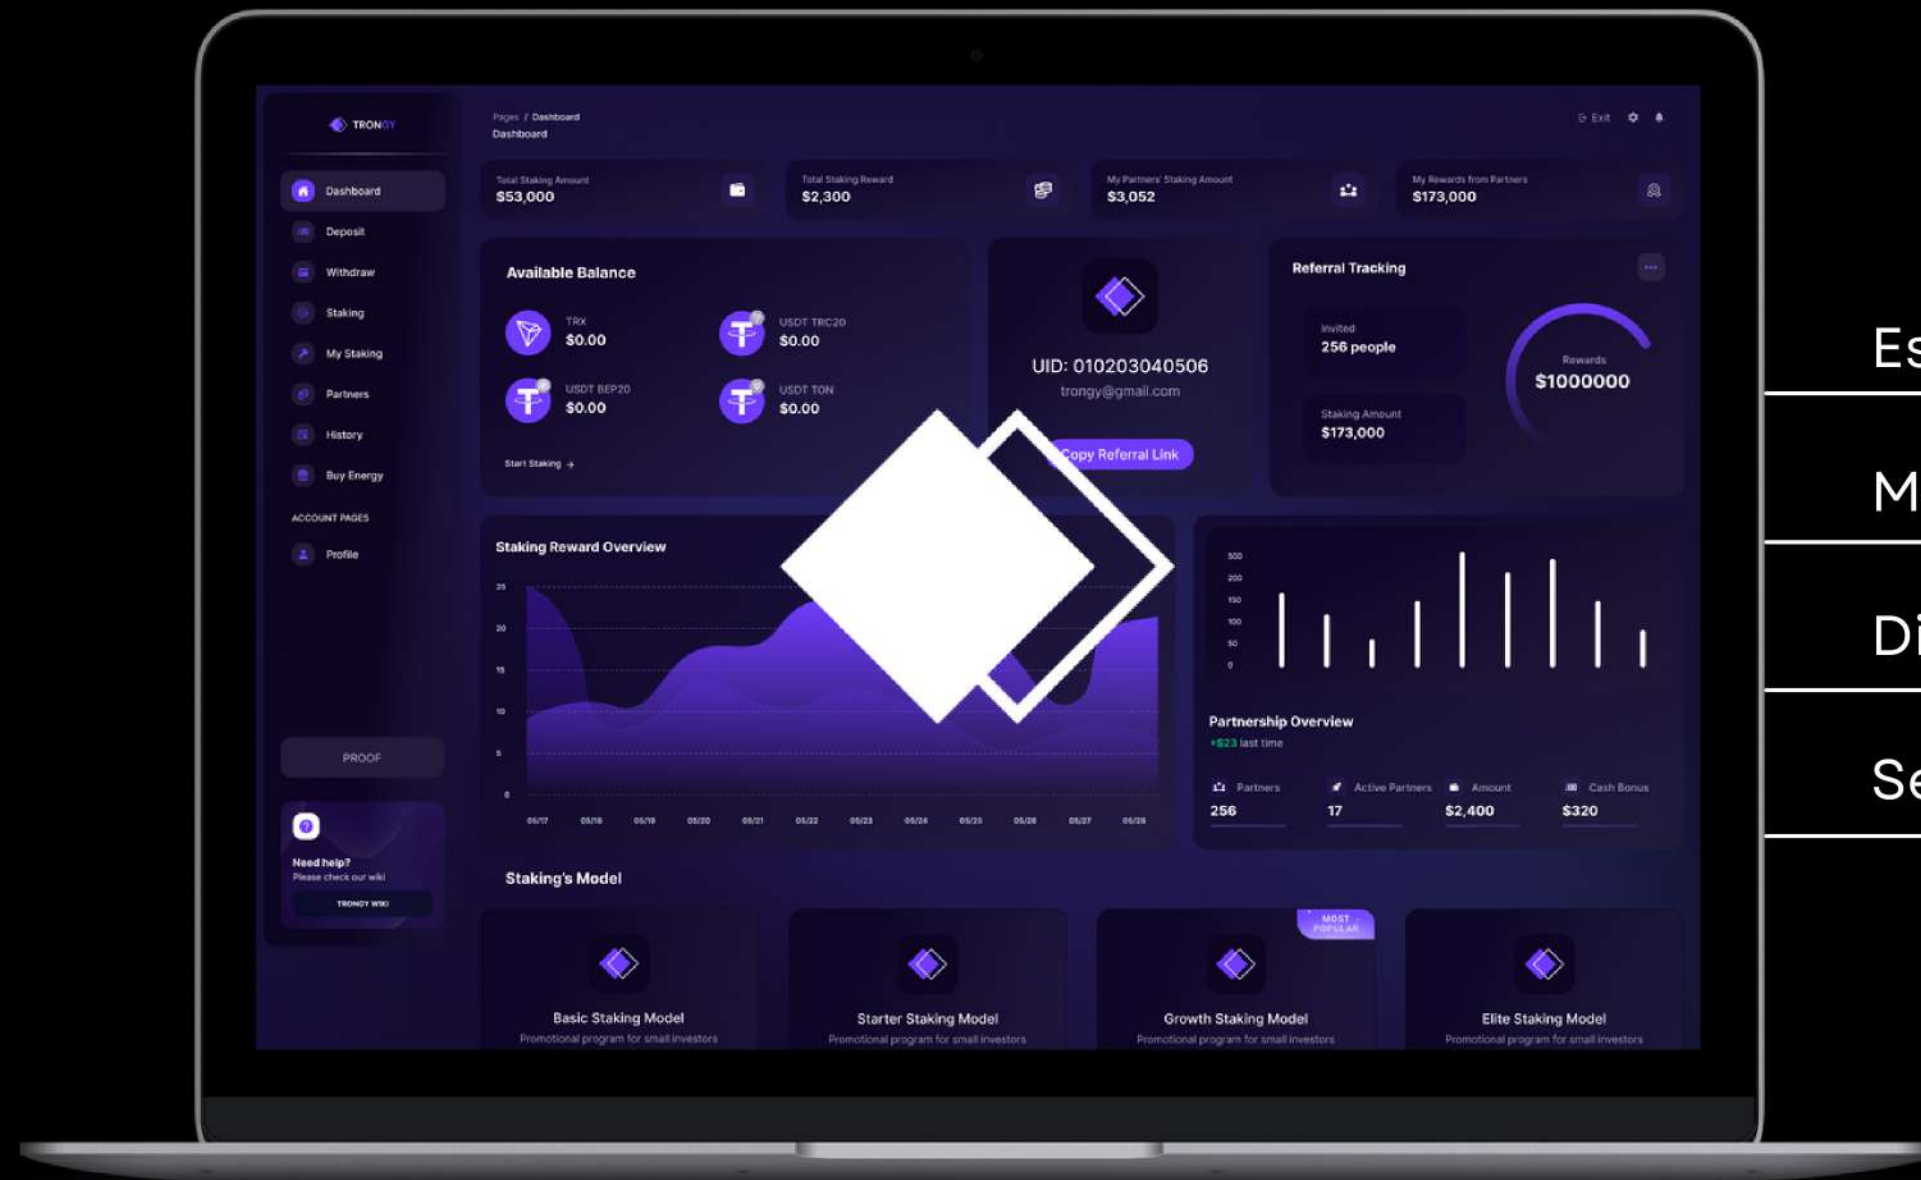 TRONGY
Dashboard
Deposit
Withdraw
Staking
My Staking
Partners
History
Buy Energy
ACCOUNT PAGES
Profile
PROOF
Need help?
Please check our wiki
TRONGY WIKI
Pages / Dashboard
Dashboard
Exit
Total Staking Amount
$53,000
Total Staking Reward
$2,300
My Partners' Staking Amount
$3,052
My Rewards from Partners
$173,000
Available Balance
TRX
$0.00
USDT TRC20
$0.00
USDT BEP20
$0.00
USDT TON
$0.00
Start Staking →
UID: 010203040506
trongy@gmail.com
Copy Referral Link
Referral Tracking
Invited
256 people
Staking Amount
$173,000
Rewards
$1000000
Staking Reward Overview
25
20
15
10
5
0
05/17 05/18 05/19 05/20 05/21 05/22 05/23 05/24 05/25 05/26 05/27 05/28
500
200
150
100
50
0
Partnership Overview
+$23 last time
Partners
256
Active Partners
17
Amount
$2,400
Cash Bonus
$320
Staking's Model
Basic Staking Model
Promotional program for small investors
Starter Staking Model
Promotional program for small investors
MOST
POPULAR
Growth Staking Model
Promotional program for small investors
Elite Staking Model
Promotional program for small investors
Es
M
Di
Se